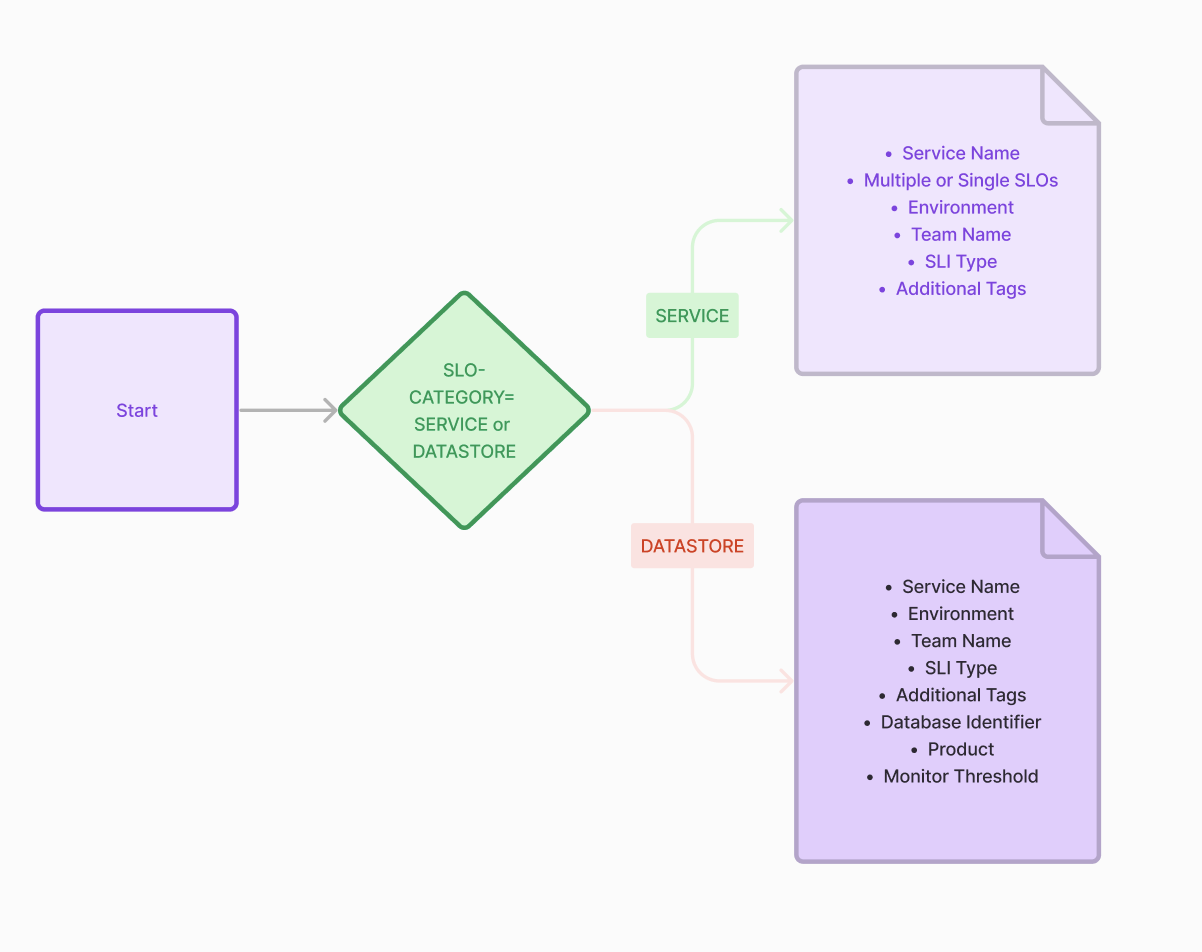 Start
SLO-
CATEGORY=
SERVICE or
DATASTORE
SERVICE
• Service Name
• Multiple or Single SLOs
• Environment
• Team Name
• SLI Type
• Additional Tags
DATASTORE
• Service Name
• Environment
• Team Name
• SLI Type
• Additional Tags
• Database Identifier
• Product
• Monitor Threshold